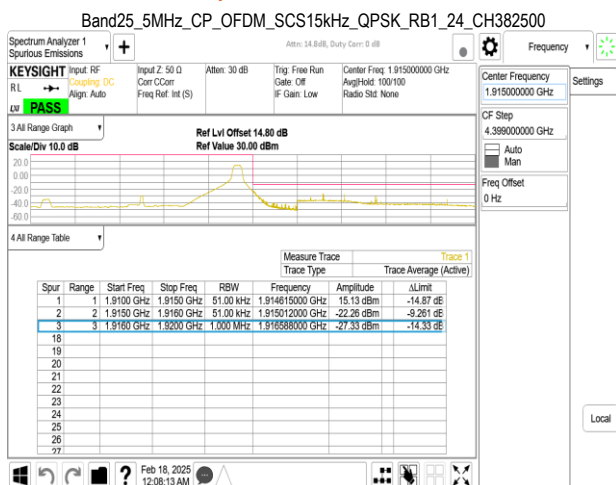 Band25_5MHz_CP_OFDM_SCS15kHz_QPSK_RB1_24_CH382500
Spectrum Analyzer 1
Spurious Emissions
Attn: 14.8dB, Duty Corr: 0 dB
Frequency
KEYSIGHT
Input: RF
Input Z: 50 Ω
Atten: 30 dB
Trig: Free Run
Center Freq: 1.915000000 GHz
RL
Coupling: DC
Corr CCorr
Gate: Off
Avg|Hold: 100/100
Align: Auto
Freq Ref: Int (S)
IF Gain: Low
Radio Std: None
LXI
PASS
Center Frequency
1.915000000 GHz
Settings
CF Step
4.399000000 GHz
Auto
Man
Freq Offset
0 Hz
3 All Range Graph
Ref Lvl Offset 14.80 dB
Scale/Div 10.0 dB
Ref Value 30.00 dBm
20.0
0.00
-20.0
-40.0
-60.0
4 All Range Table
Measure Trace Trace 1
Trace Type Trace Average (Active)
Spur Range Start Freq Stop Freq RBW Frequency Amplitude ΔLimit
1 1 1.9100 GHz 1.9150 GHz 51.00 kHz 1.914615000 GHz 15.13 dBm -14.87 dB
2 2 1.9150 GHz 1.9160 GHz 51.00 kHz 1.915012000 GHz -22.26 dBm -9.261 dB
3 3 1.9160 GHz 1.9200 GHz 1.000 MHz 1.916588000 GHz -27.33 dBm -14.33 dB
18
19
20
21
22
23
24
25
26
27
Local
?
Feb 18, 2025
12:08:13 AM